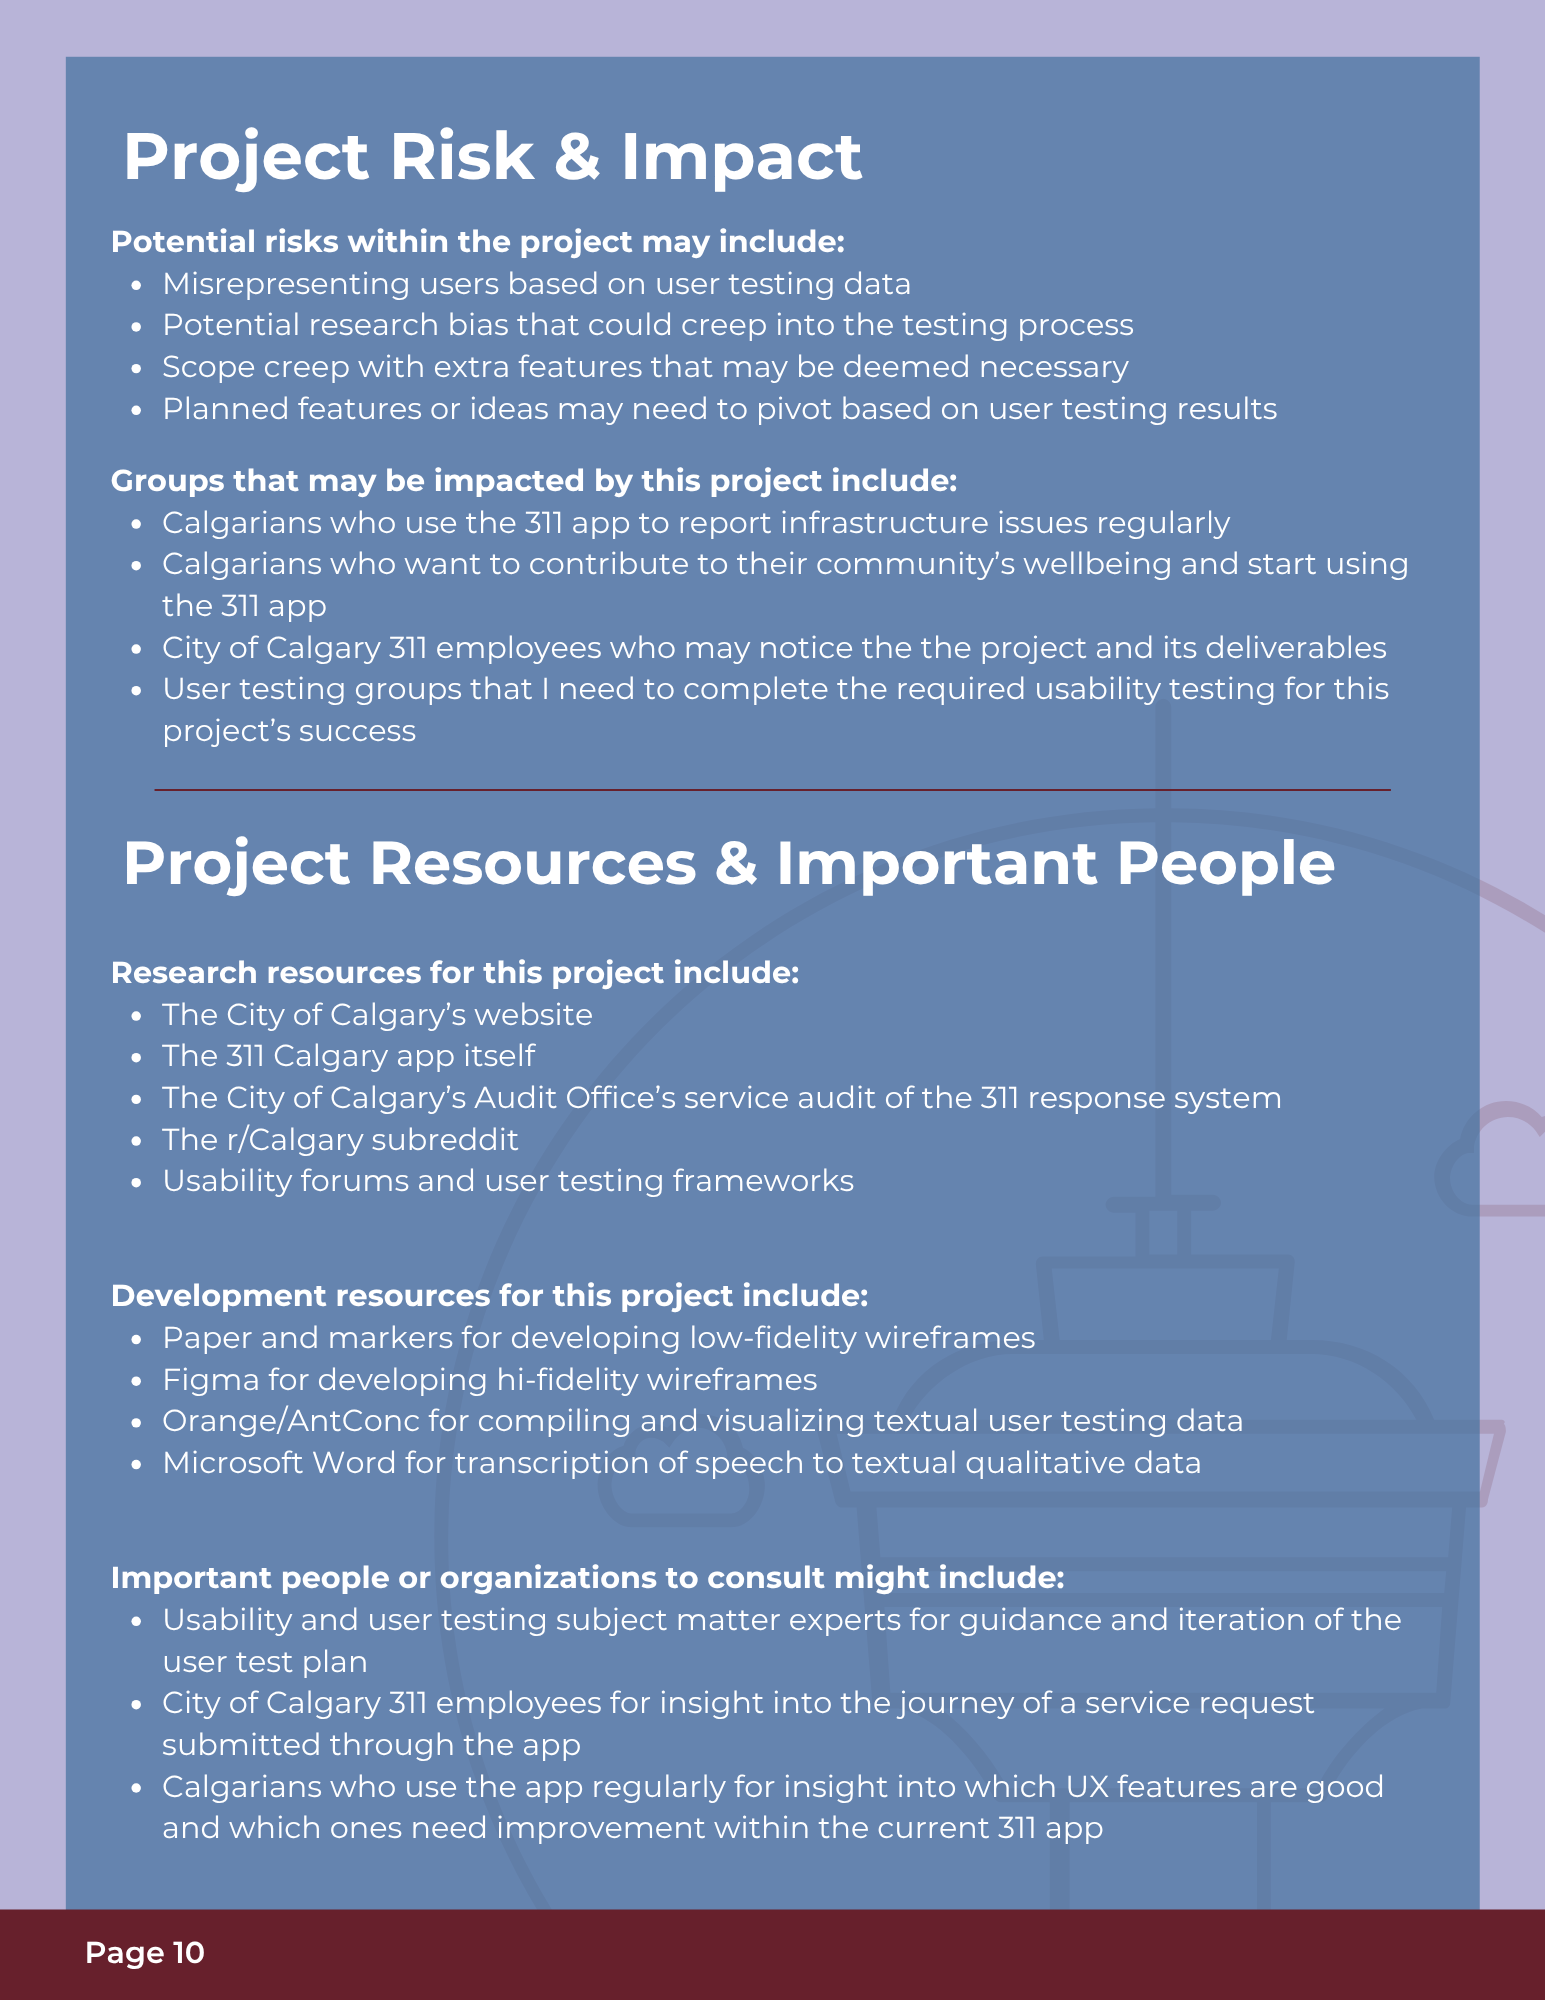 Project Risk & Impact
Potential risks within the project may include:
• Misrepresenting users based on user testing data
• Potential research bias that could creep into the testing process
• Scope creep with extra features that may be deemed necessary
• Planned features or ideas may need to pivot based on user testing results
Groups that may be impacted by this project include:
• Calgarians who use the 311 app to report infrastructure issues regularly
• Calgarians who want to contribute to their community’s wellbeing and start using
the 311 app
• City of Calgary 311 employees who may notice the the project and its deliverables
• User testing groups that I need to complete the required usability testing for this
project’s success
Project Resources & Important People
Research resources for this project include:
• The City of Calgary’s website
• The 311 Calgary app itself
• The City of Calgary’s Audit Office’s service audit of the 311 response system
• The r/Calgary subreddit
• Usability forums and user testing frameworks
Development resources for this project include:
• Paper and markers for developing low-fidelity wireframes
• Figma for developing hi-fidelity wireframes
• Orange/AntConc for compiling and visualizing textual user testing data
• Microsoft Word for transcription of speech to textual qualitative data
Important people or organizations to consult might include:
• Usability and user testing subject matter experts for guidance and iteration of the
user test plan
• City of Calgary 311 employees for insight into the journey of a service request
submitted through the app
• Calgarians who use the app regularly for insight into which UX features are good
and which ones need improvement within the current 311 app
Page 10